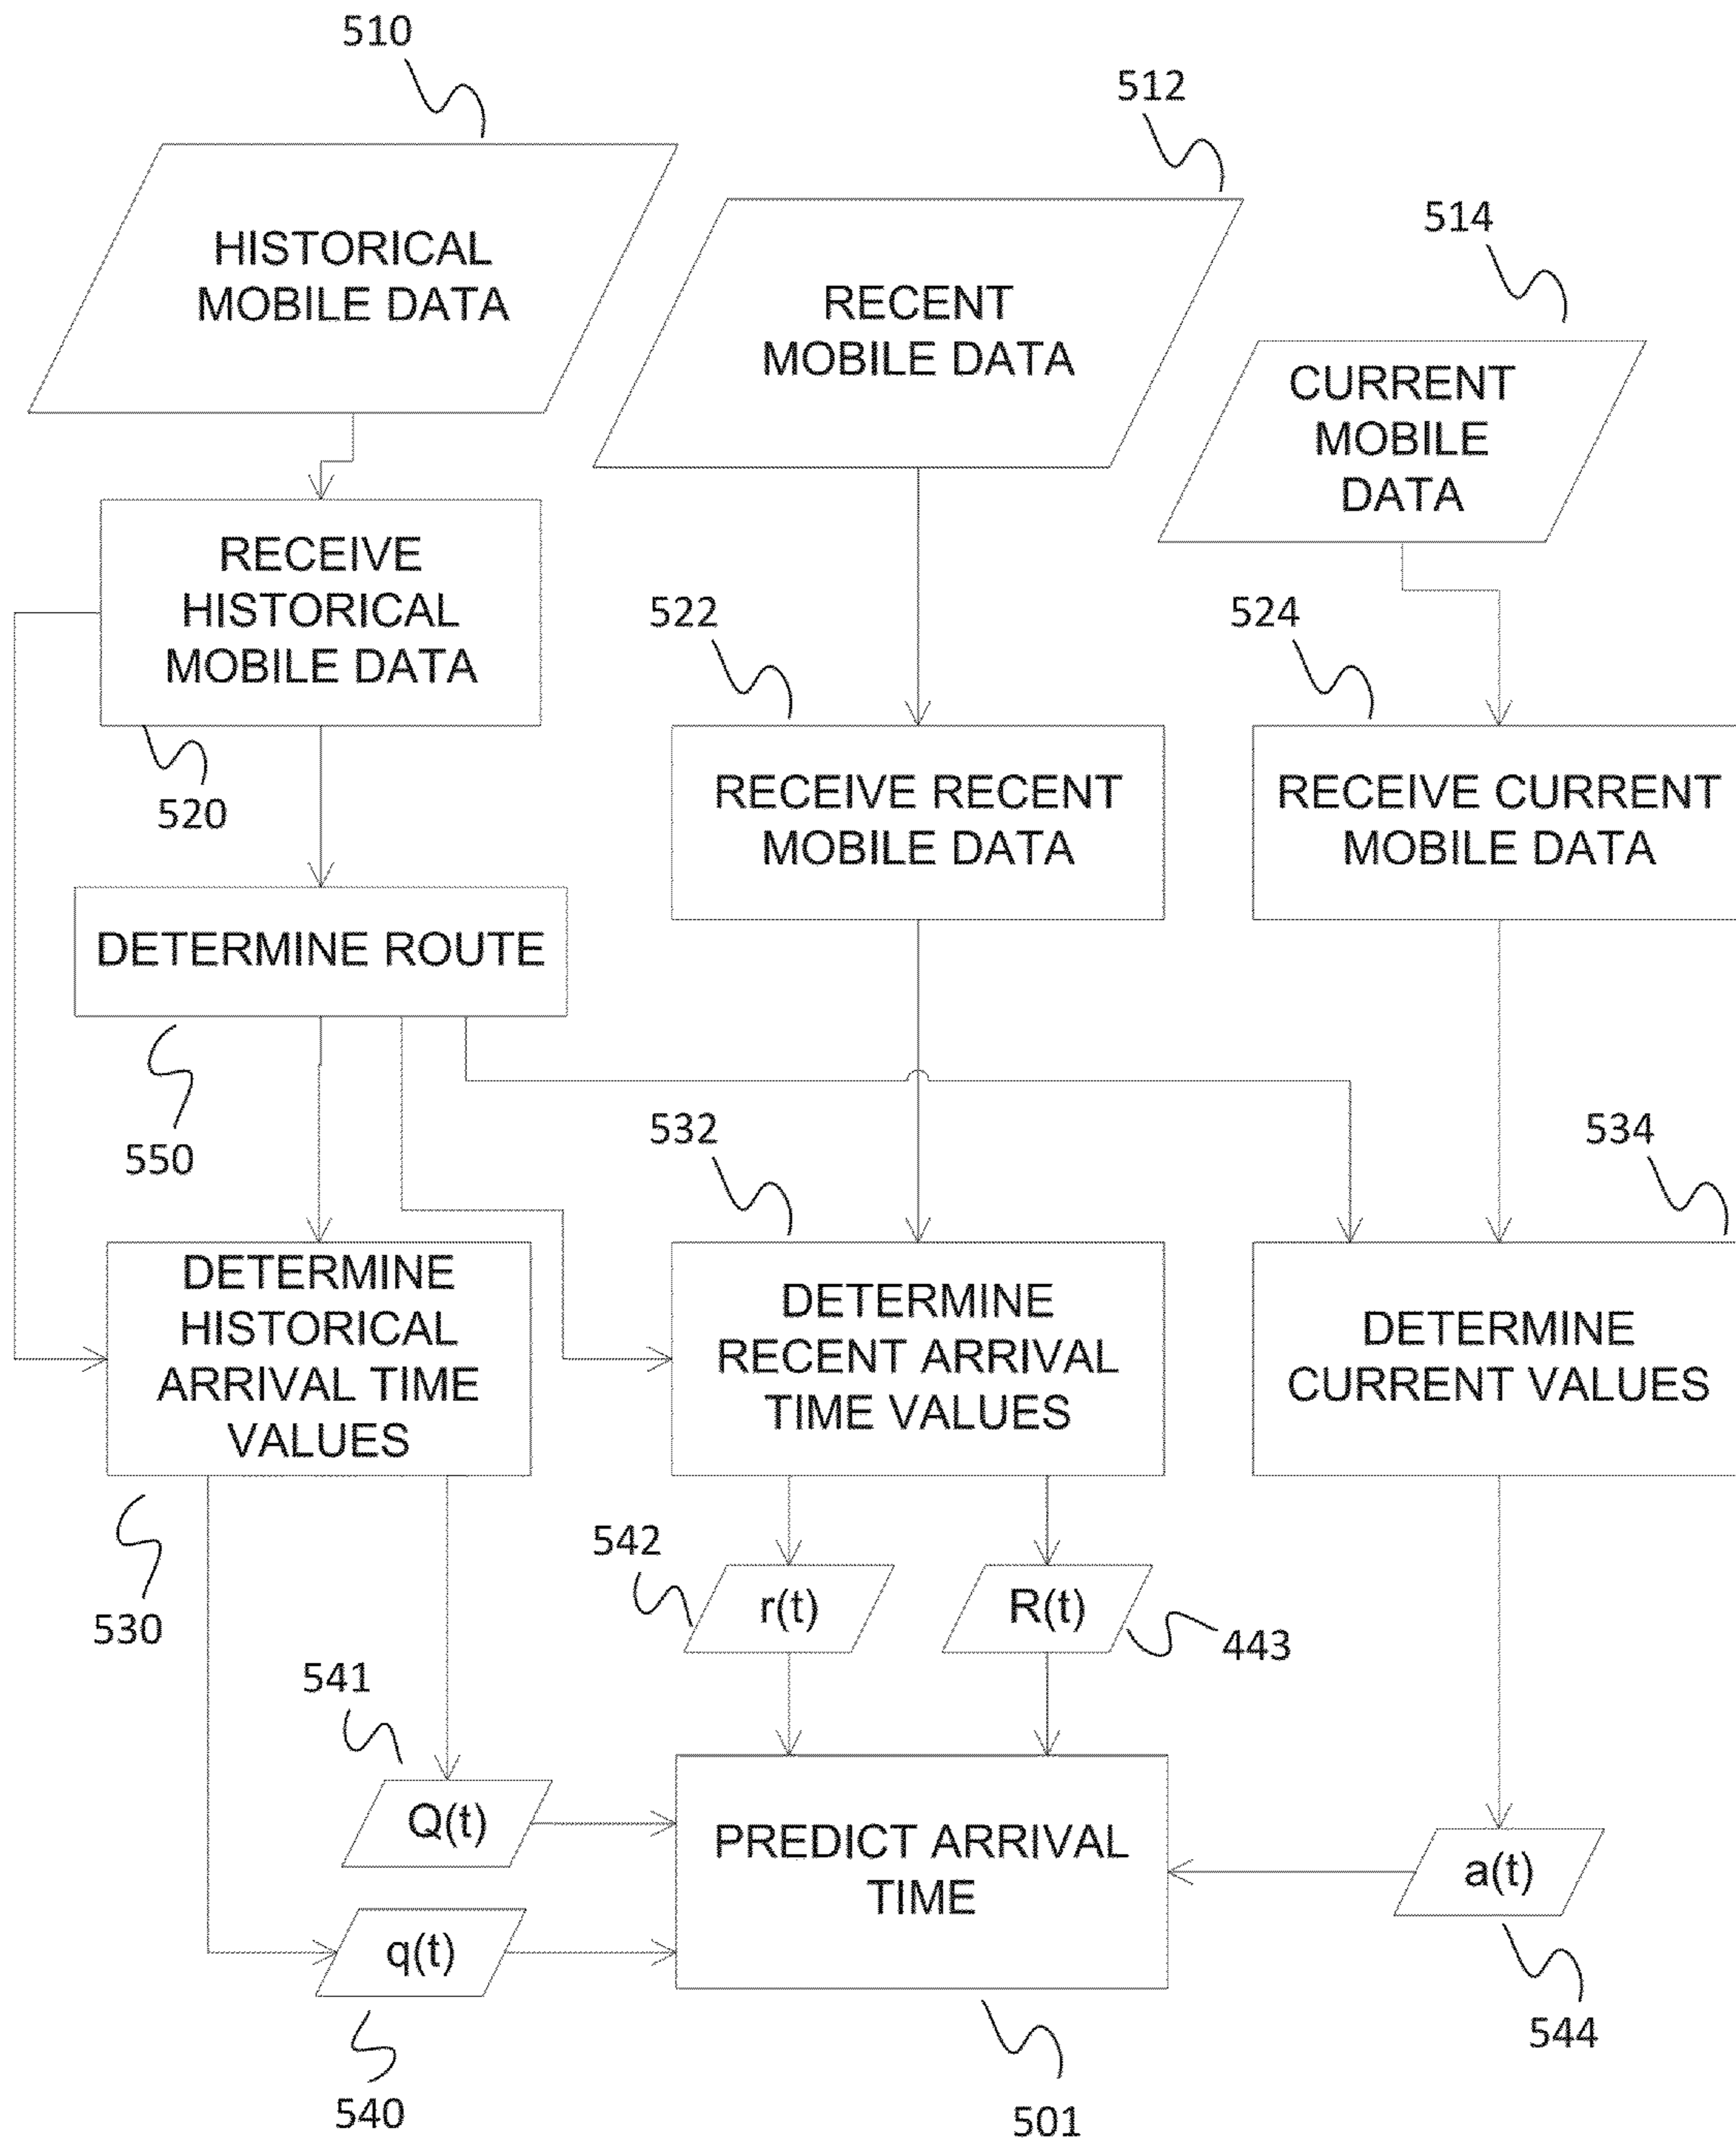 510
512
514
HISTORICAL
MOBILE DATA
RECENT
MOBILE DATA
CURRENT
MOBILE
DATA
RECEIVE
HISTORICAL
MOBILE DATA
520
522
RECEIVE RECENT
MOBILE DATA
524
RECEIVE CURRENT
MOBILE DATA
DETERMINE ROUTE
550
532
534
DETERMINE
HISTORICAL
ARRIVAL TIME
VALUES
530
DETERMINE
RECENT ARRIVAL
TIME VALUES
DETERMINE
CURRENT VALUES
542
r(t)
R(t)
443
541
Q(t)
q(t)
540
PREDICT ARRIVAL
TIME
501
a(t)
544